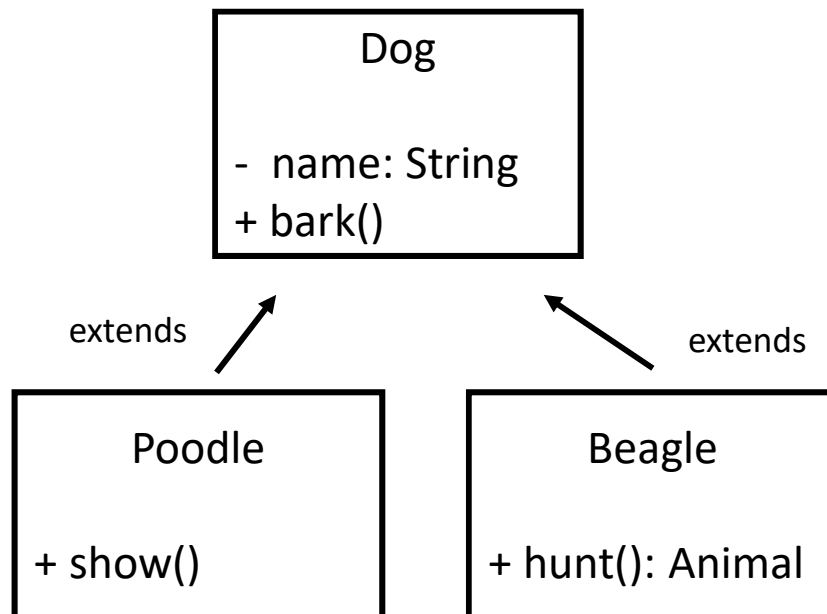 Dog
- name: String
+ bark()
extends
extends
Poodle
+ show()
Beagle
+ hunt(): Animal